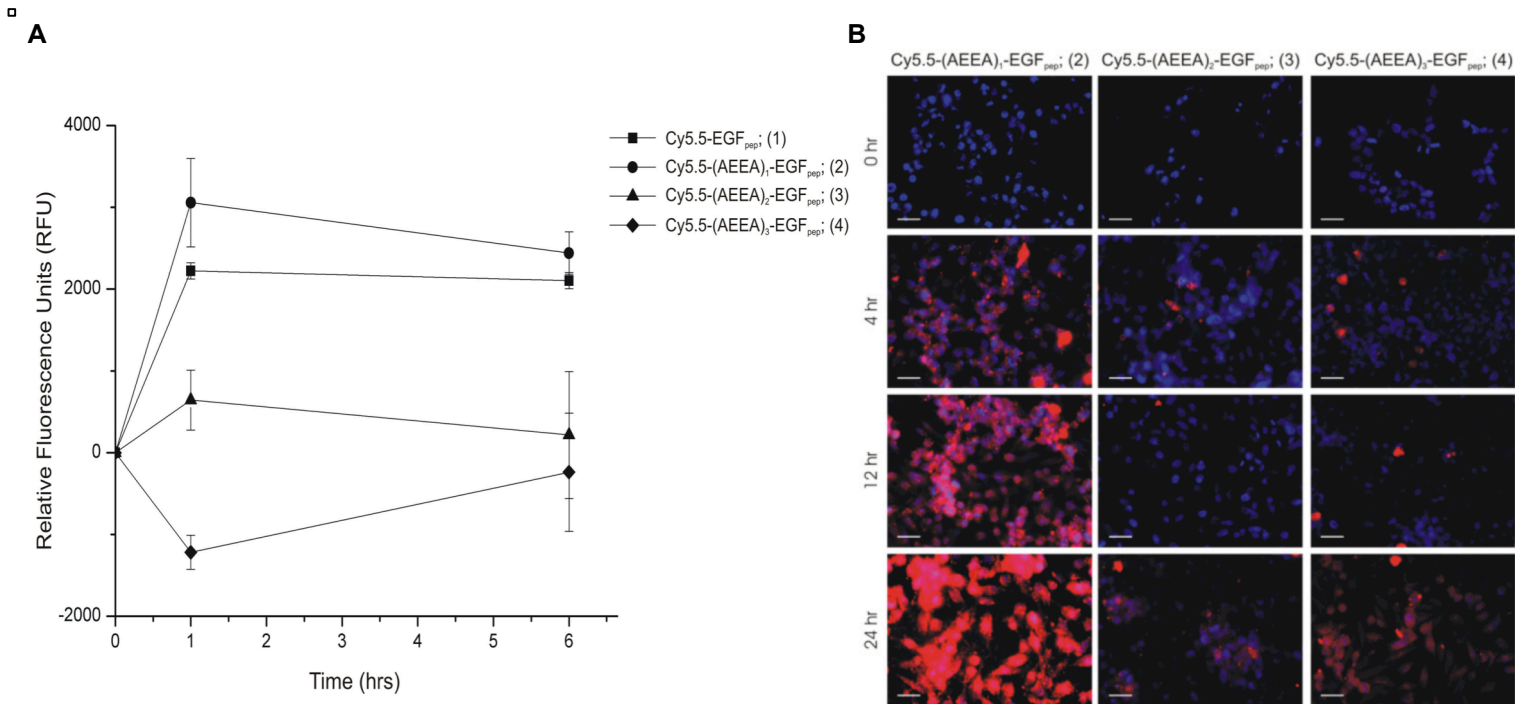 A
Relative Fluorescence Units (RFU)
4000
2000
0
-2000
0 1 2 3 4 5 6
Time (hrs)
Cy5.5-EGFpep; (1)
Cy5.5-(AEEA)1-EGFpep; (2)
Cy5.5-(AEEA)2-EGFpep; (3)
Cy5.5-(AEEA)3-EGFpep; (4)
B
Cy5.5-(AEEA)1-EGFpep; (2) Cy5.5-(AEEA)2-EGFpep; (3) Cy5.5-(AEEA)3-EGFpep; (4)
0 hr
4 hr
12 hr
24 hr